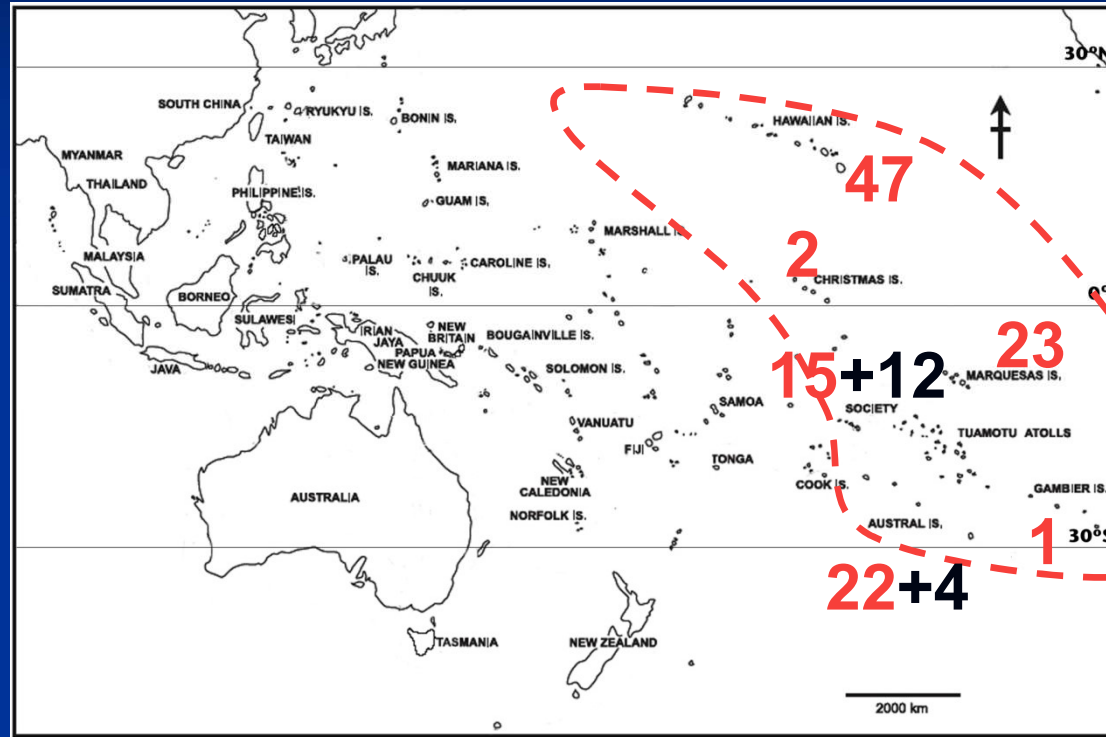 30°N
SOUTH CHINA
RYUKYU IS.
BONIN IS.
HAWAIIAN IS.
TAIWAN
MYANMAR
MARIANA IS.
47
THAILAND
PHILIPPINE IS.
GUAM IS.
MARSHALL IS.
2
MALAYSIA
PALAU
IS.
CAROLINE IS.
CHUUK
IS.
CHRISTMAS IS.
SUMATRA
BORNEO
0°
SULAWESI
IRIAN
JAYA
NEW
BRITAIN
BOUGAINVILLE IS.
23
PAPUA
NEW GUINEA
JAVA
SOLOMON IS.
15+12
MARQUESAS IS.
SAMOA
SOCIETY
VANUATU
TUAMOTU ATOLLS
FIJI
TONGA
COOK IS.
NEW
CALEDONIA
GAMBIER IS.
AUSTRALIA
NORFOLK IS.
AUSTRAL IS.
1
30°S
22+4
TASMANIA
NEW ZEALAND
2000 km